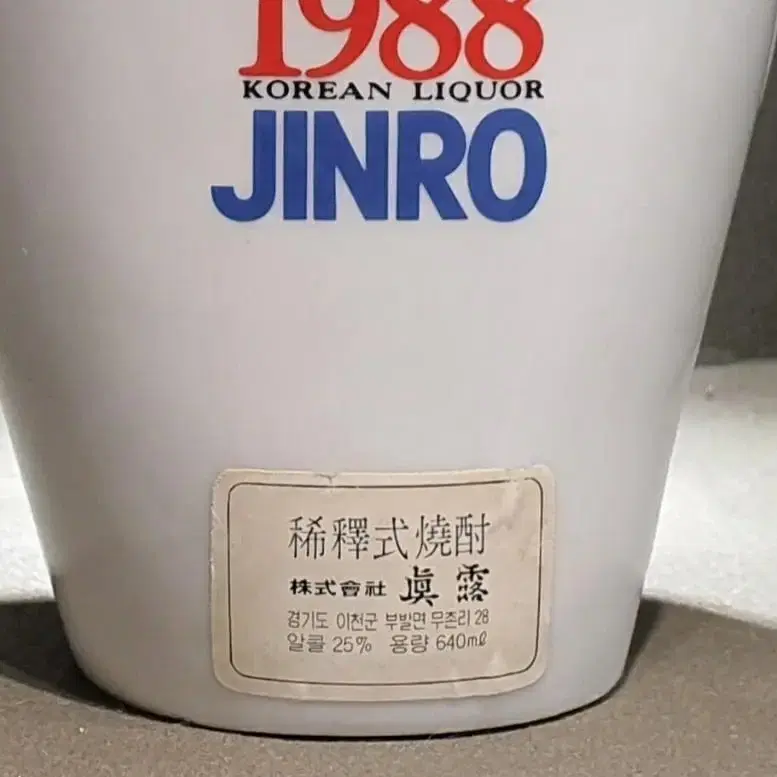 1988
KOREAN LIQUOR
JINRO
稀釋式燒酎
株式會社 眞露
경기도 이천군 부발면 무촌리 28
알콜 25% 용량 640㎖